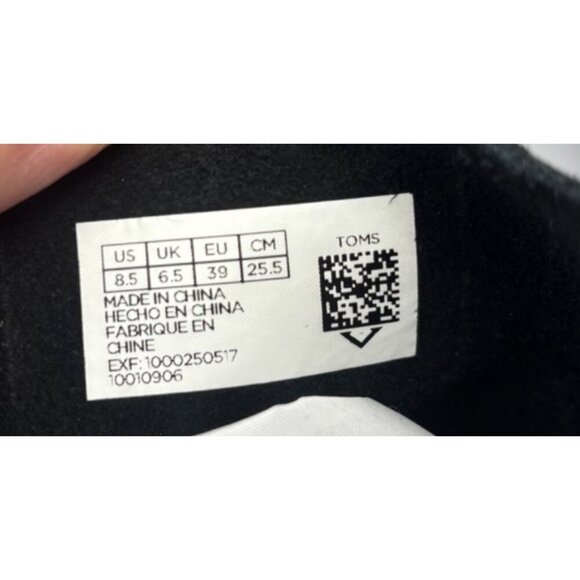 US UK EU CM
8.5 6.5 39 25.5
MADE IN CHINA
HECHO EN CHINA
FABRIQUE EN
CHINE
EXF: 1000250517
10010906
TOMS